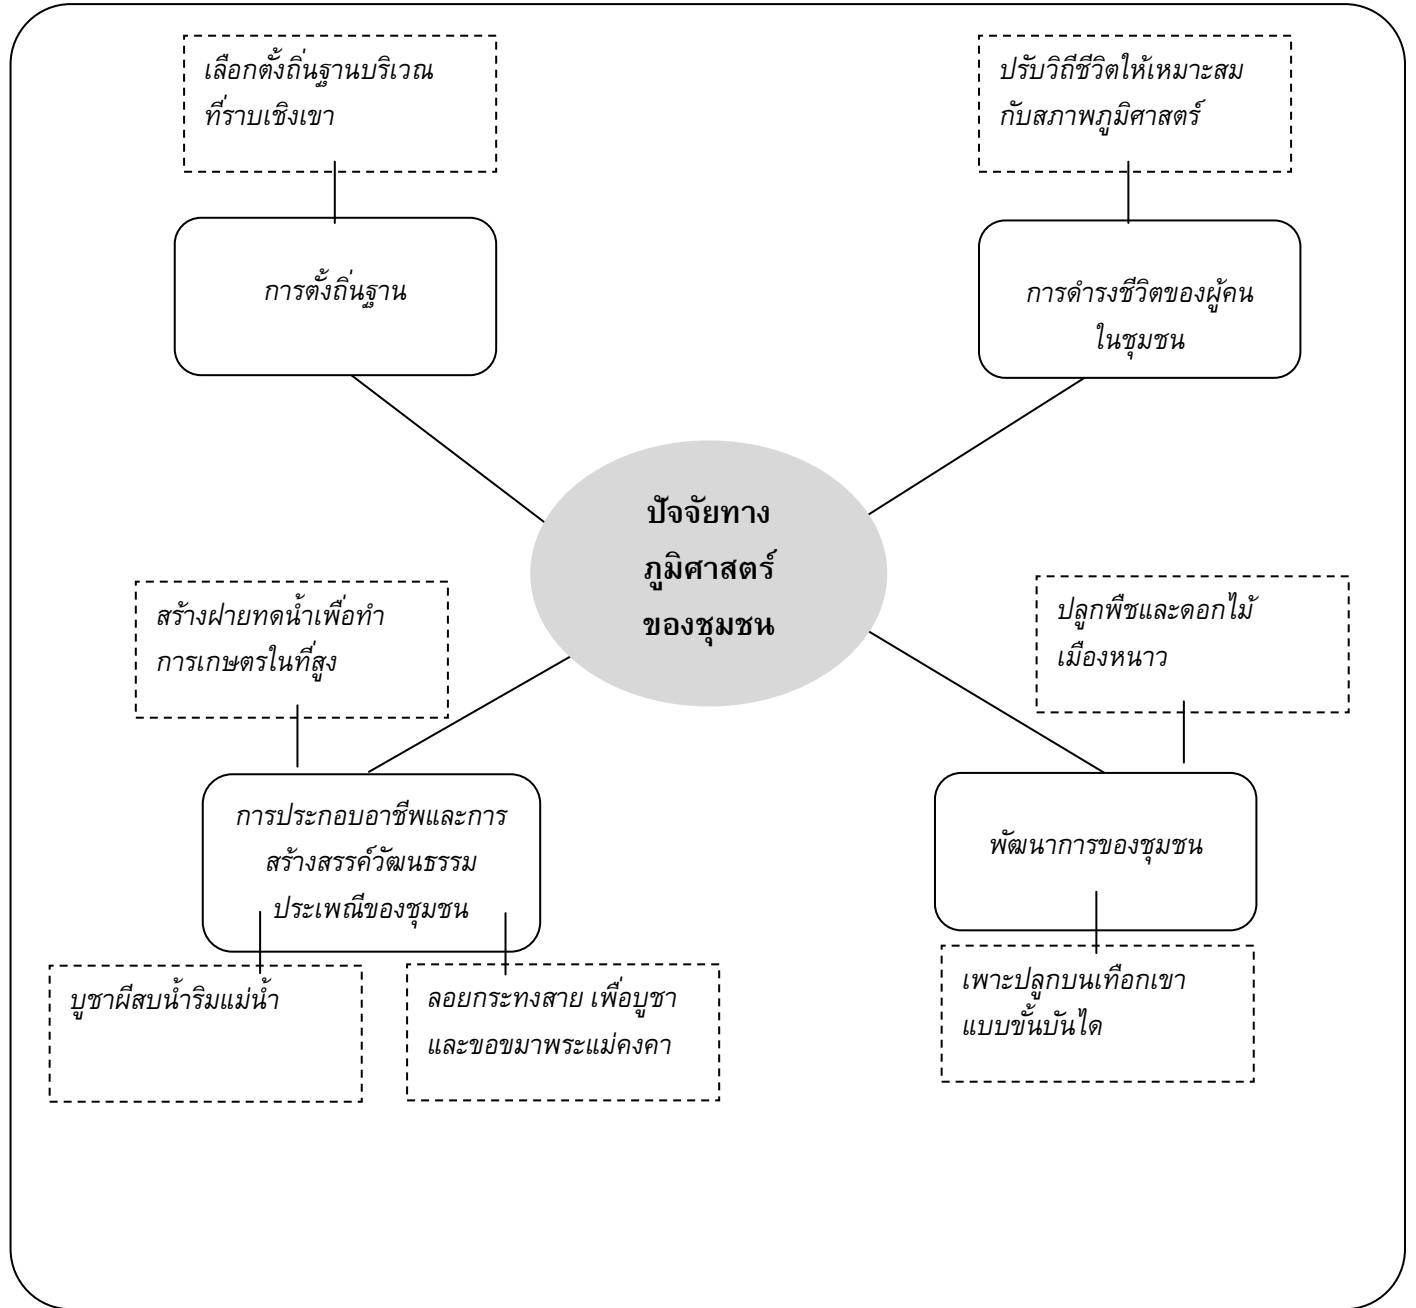 เลือกตั้งถิ่นฐานบริเวณ
ที่ราบเชิงเขา
ปรับวิถีชีวิตให้เหมาะสม
กับสภาพภูมิศาสตร์
การตั้งถิ่นฐาน
การดำรงชีวิตของผู้คน
ในชุมชน
ปัจจัยทาง
ภูมิศาสตร์
ของชุมชน
สร้างฝายทดน้ำเพื่อทำ
การเกษตรในที่สูง
ปลูกพืชและดอกไม้
เมืองหนาว
การประกอบอาชีพและการ
สร้างสรรค์วัฒนธรรม
ประเพณีของชุมชน
พัฒนาการของชุมชน
บูชาผีสบน้ำริมแม่น้ำ
ลอยกระทงสาย เพื่อบูชา
และขอขมาพระแม่คงคา
เพาะปลูกบนเทือกเขา
แบบขั้นบันได